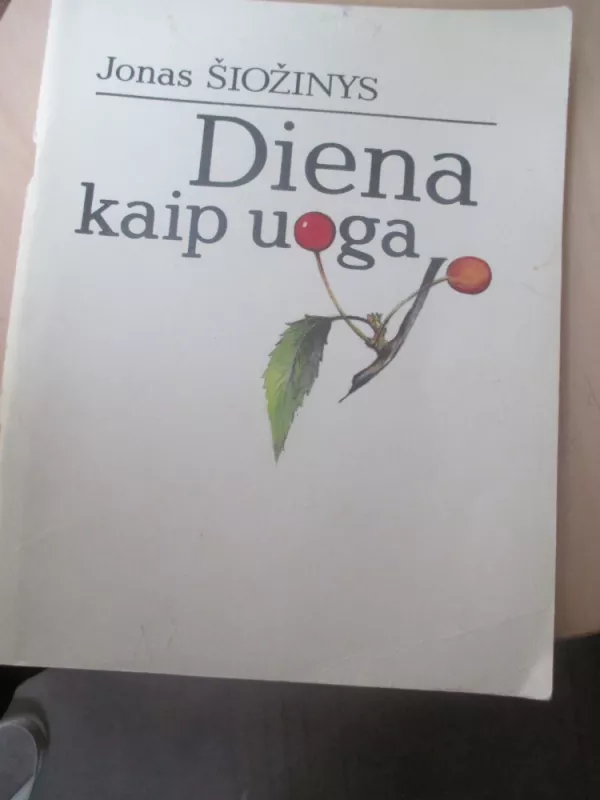 Jonas ŠIOŽINYS
Diena
kaip uoga